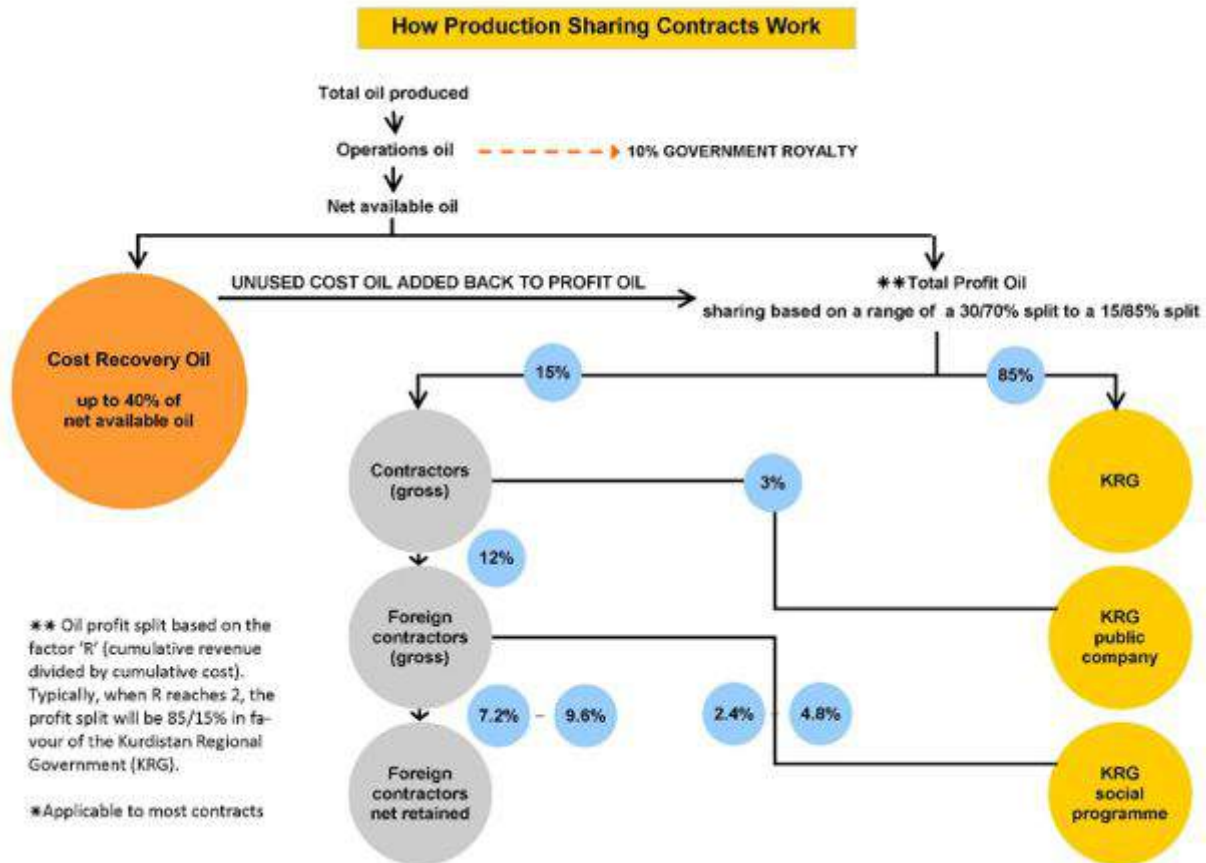 How Production Sharing Contracts Work
Total oil produced
Operations oil
10% GOVERNMENT ROYALTY
Net available oil
UNUSED COST OIL ADDED BACK TO PROFIT OIL
**Total Profit Oil
sharing based on a range of a 30/70% split to a 15/85% split
Cost Recovery Oil
up to 40% of
net available oil
15%
85%
Contractors
(gross)
3%
KRG
12%
Foreign
contractors
(gross)
KRG
public
company
7.2% – 9.6%
2.4% – 4.8%
Foreign
contractors
net retained
KRG
social
programme
** Oil profit split based on the
factor 'R' (cumulative revenue
divided by cumulative cost).
Typically, when R reaches 2, the
profit split will be 85/15% in fa-
vour of the Kurdistan Regional
Government (KRG).
*Applicable to most contracts